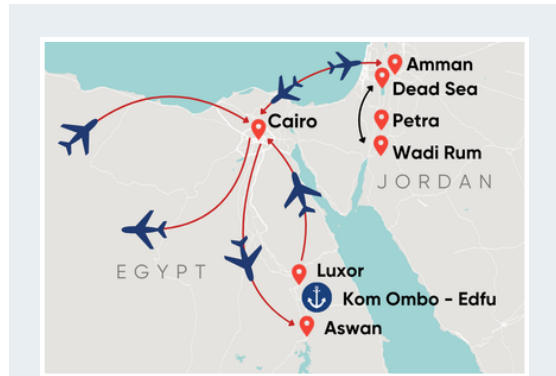 Amman
Dead Sea
Cairo
Petra
Wadi Rum
JORDAN
EGYPT
Luxor
Kom Ombo - Edfu
Aswan